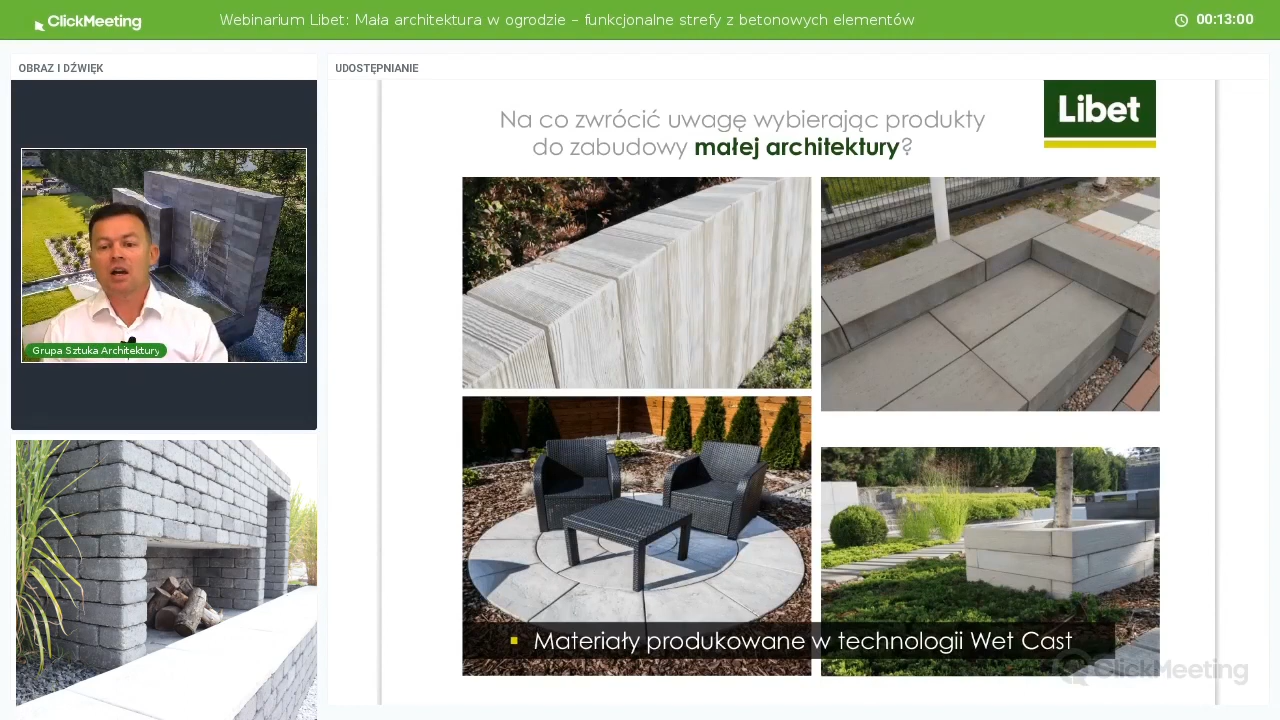 ClickMeeting
Webinarium Libet: Mała architektura w ogrodzie – funkcjonalne strefy z betonowych elementów
00:13:00
OBRAZ I DŹWIĘK
UDOSTĘPNIANIE
Na co zwrócić uwagę wybierając produkty
do zabudowy małej architektury?
Libet
Grupa Sztuka Architektury
Materiały produkowane w technologii Wet Cast
ClickMeeting